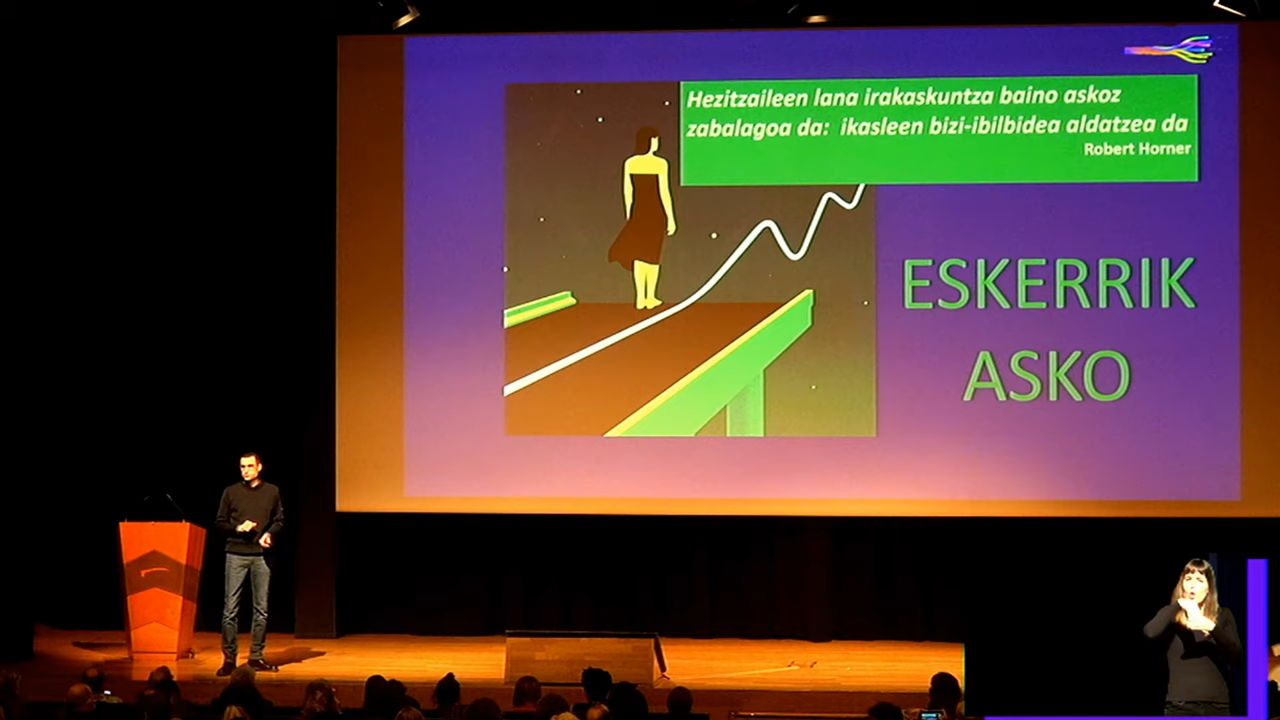 Hezitzaileen lana irakaskuntza baino askoz
zabalagoa da: ikasleen bizi-ibilbidea aldatzea da
Robert Horner
ESKERRIK
ASKO